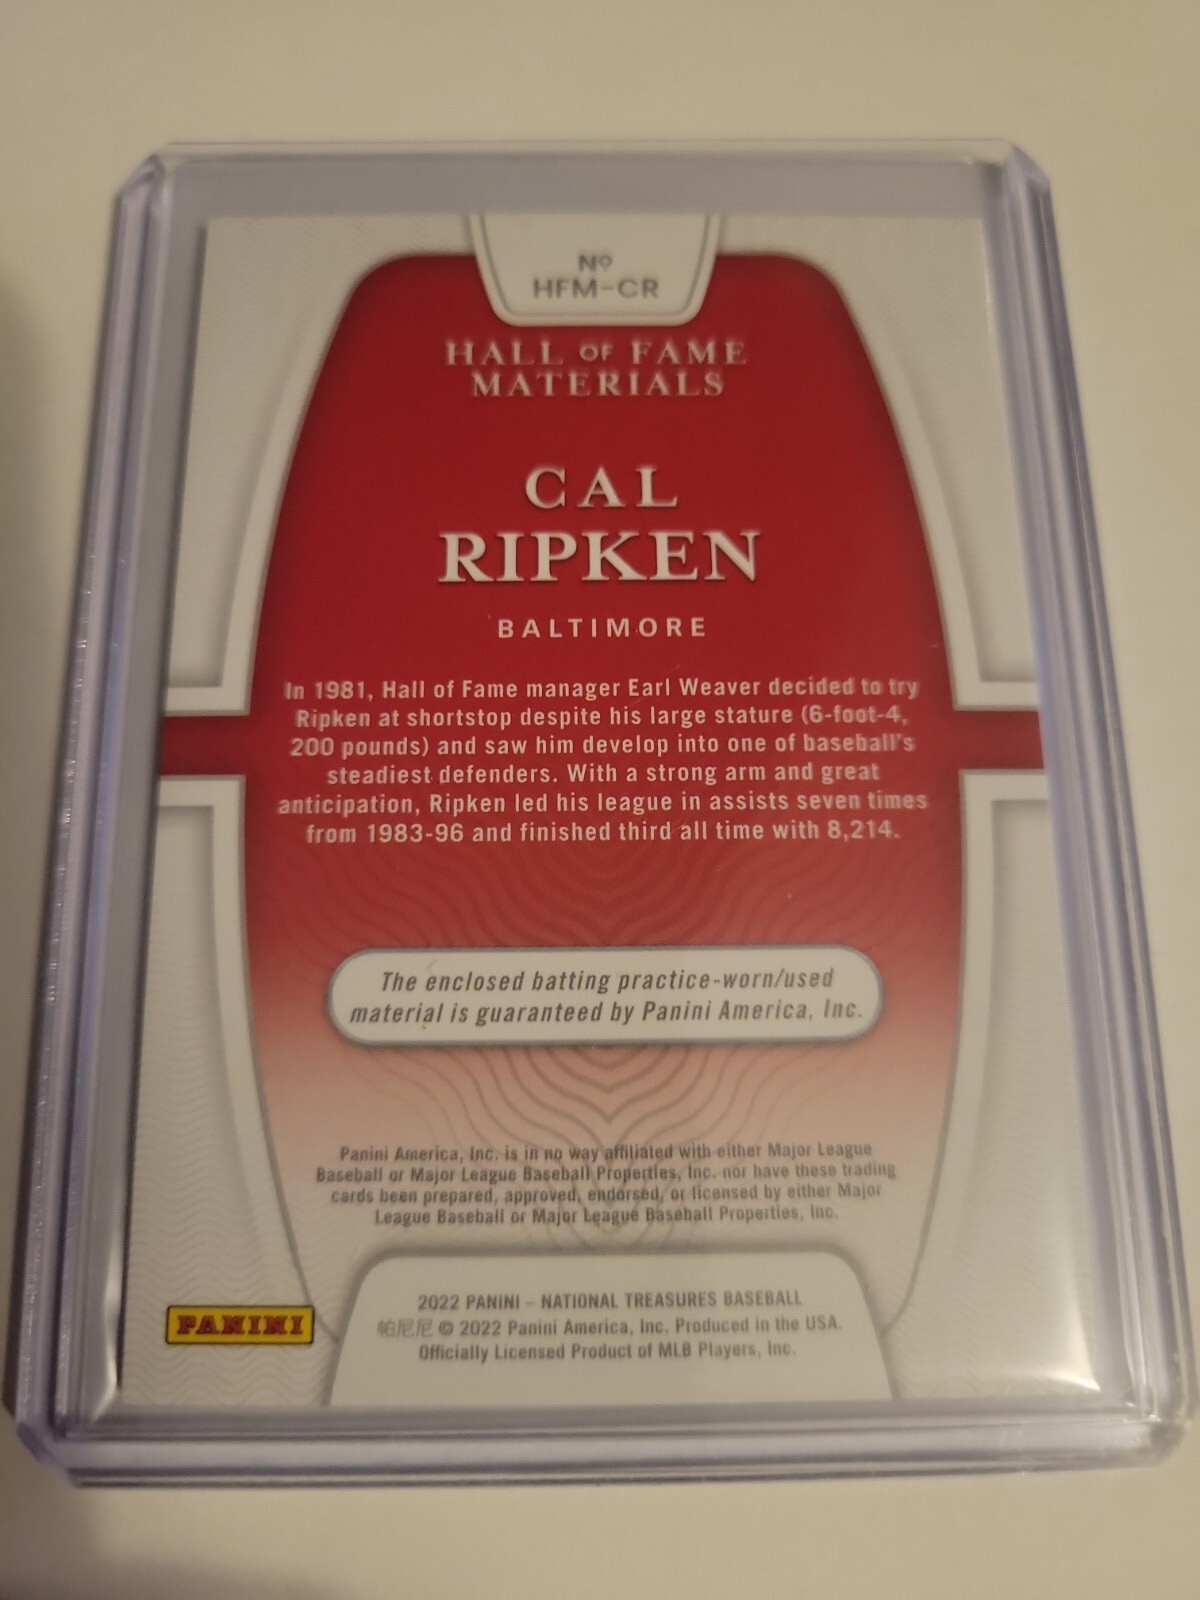 Nº
HFM-CR
HALL OF FAME
MATERIALS
CAL
RIPKEN
BALTIMORE
In 1981, Hall of Fame manager Earl Weaver decided to try
Ripken at shortstop despite his large stature (6-foot-4,
200 pounds) and saw him develop into one of baseball's
steadiest defenders. With a strong arm and great
anticipation, Ripken led his league in assists seven times
from 1983-96 and finished third all time with 8,214.
The enclosed batting practice-worn/used
material is guaranteed by Panini America, Inc.
Panini America, Inc. is in no way affiliated with either Major League
Baseball or Major League Baseball Properties, Inc. nor have these trading
cards been prepared, approved, endorsed, or licensed by either Major
League Baseball or Major League Baseball Properties, Inc.
2022 PANINI – NATIONAL TREASURES BASEBALL
帕尼尼 © 2022 Panini America, Inc. Produced in the USA.
Officially Licensed Product of MLB Players, Inc.
PANINI